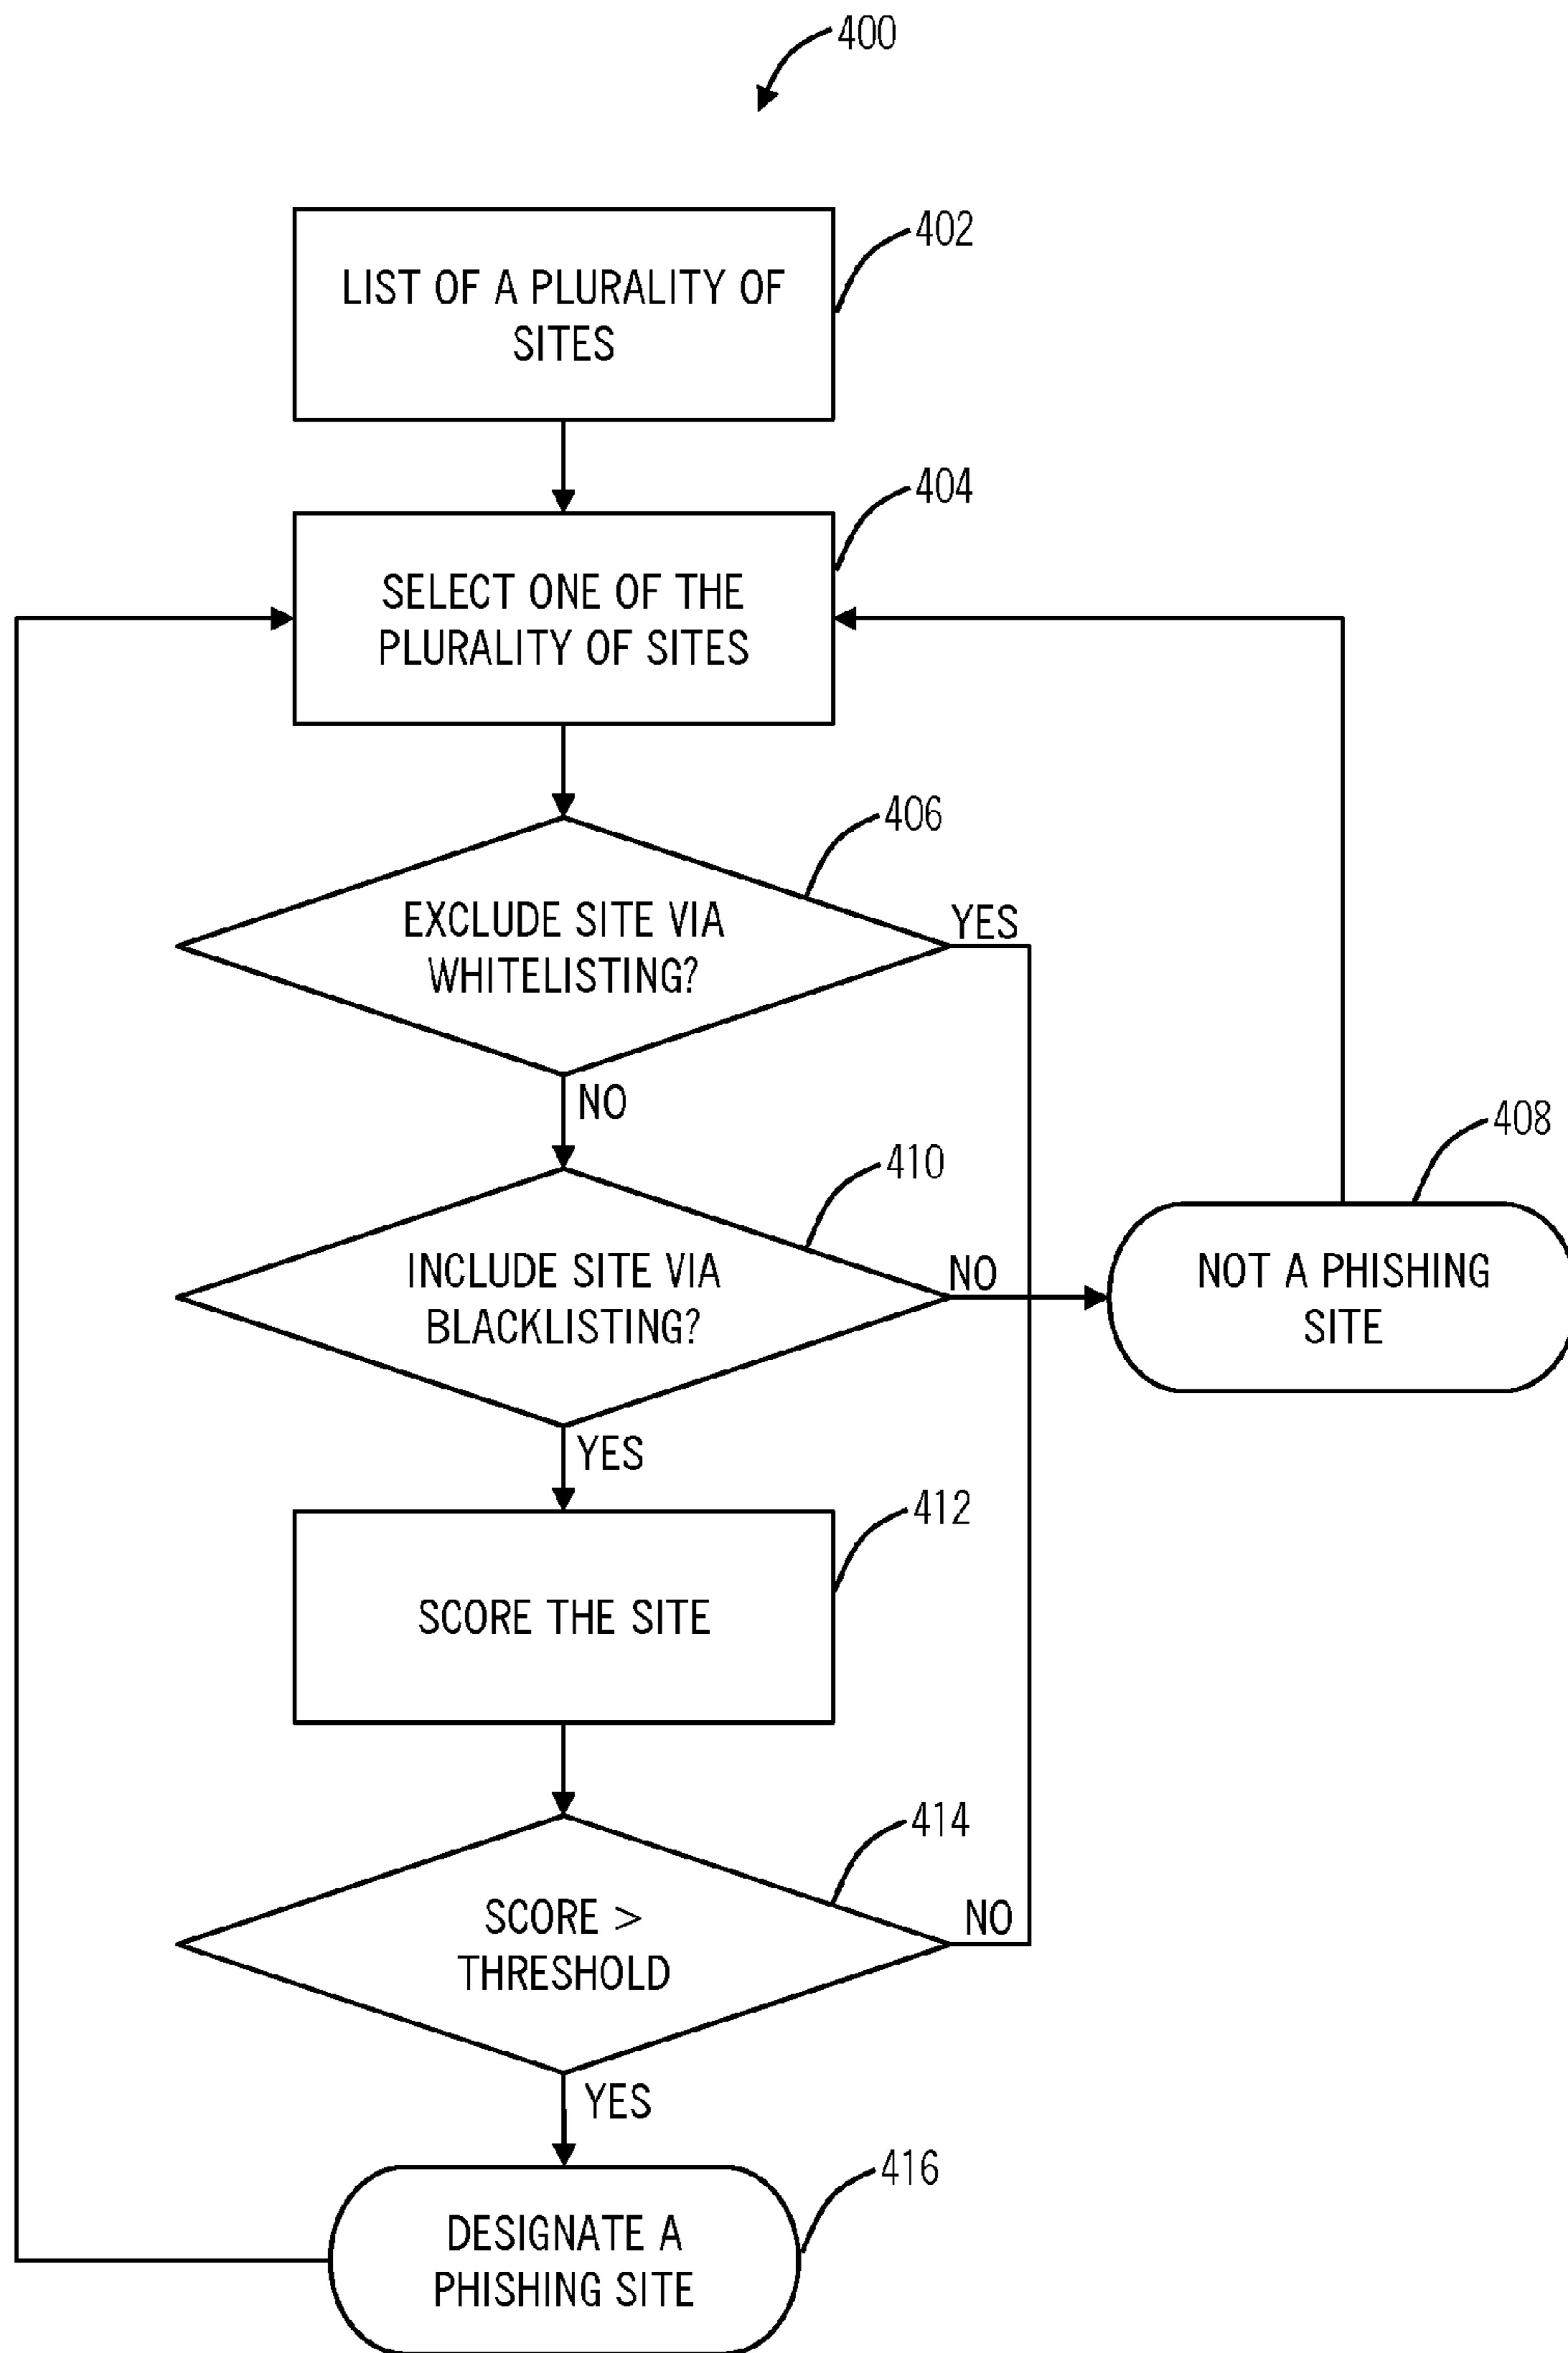 400
402
LIST OF A PLURALITY OF
SITES
404
SELECT ONE OF THE
PLURALITY OF SITES
406
EXCLUDE SITE VIA
WHITELISTING?
YES
NO
408
NOT A PHISHING
SITE
410
INCLUDE SITE VIA
BLACKLISTING?
NO
YES
412
SCORE THE SITE
414
SCORE >
THRESHOLD
NO
YES
416
DESIGNATE A
PHISHING SITE